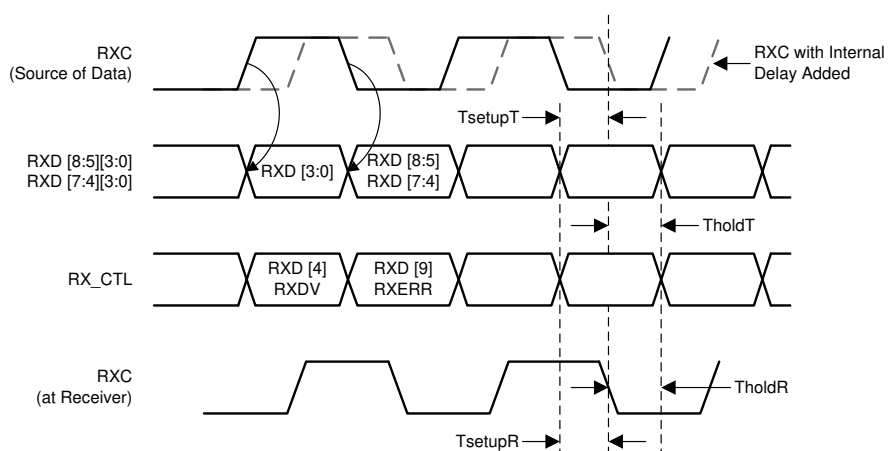 RXC
(Source of Data)
RXC with Internal
Delay Added
TsetupT
RXD [8:5][3:0]
RXD [7:4][3:0]
RXD [3:0]
RXD [8:5]
RXD [7:4]
TholdT
RX_CTL
RXD [4]
RXDV
RXD [9]
RXERR
RXC
(at Receiver)
TholdR
TsetupR